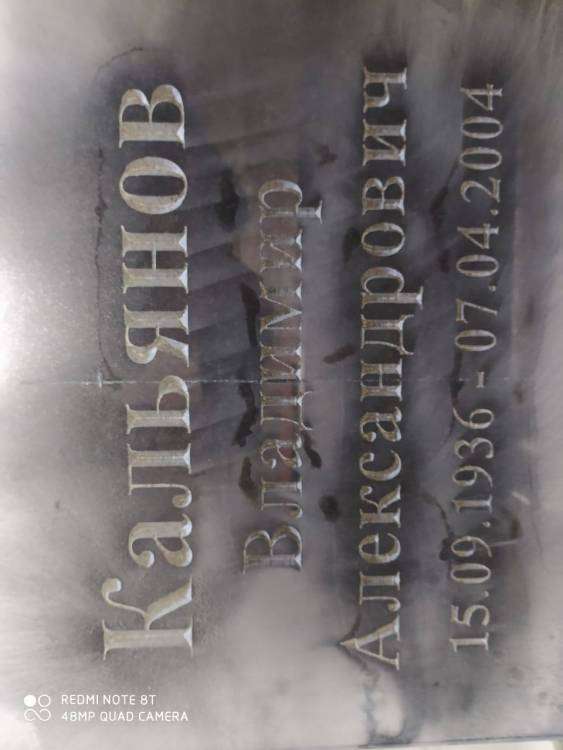 Кальянов
Владимир
Александрович
15.09.1936 - 07.04.2004
REDMI NOTE 8T
48MP QUAD CAMERA